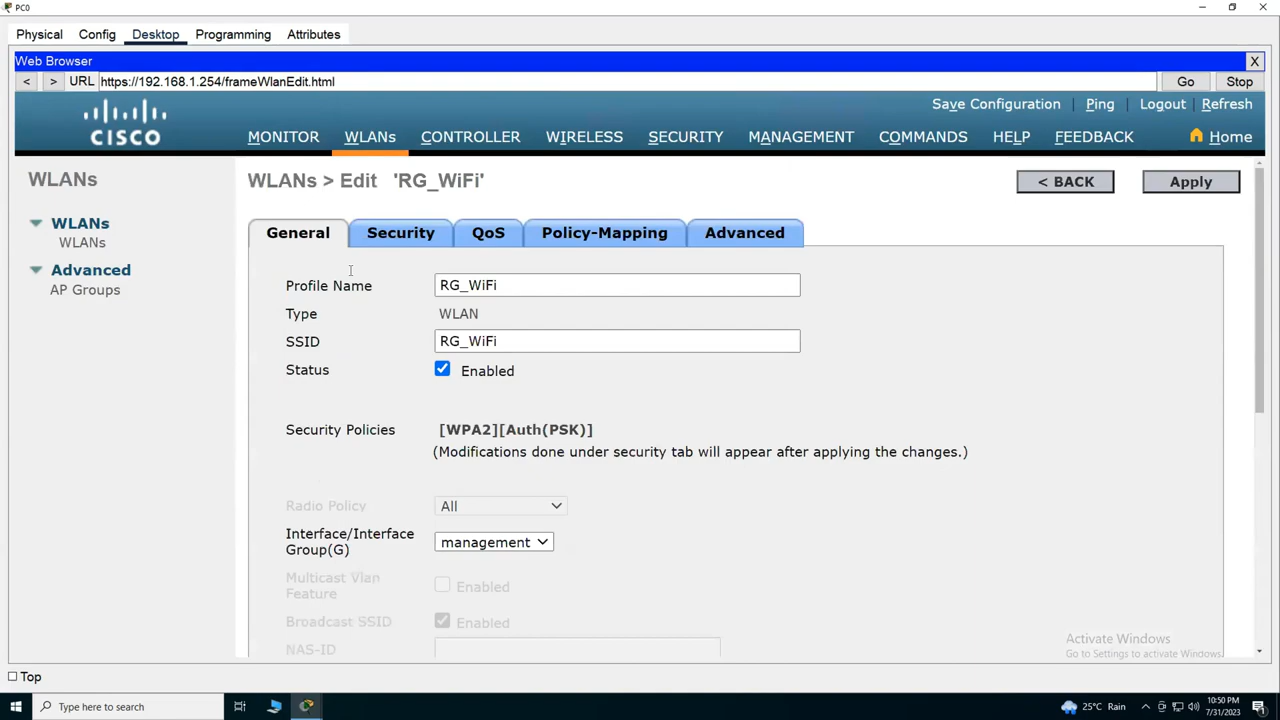 PC0
Physical Config Desktop Programming Attributes
Web Browser X
< > URL https://192.168.1.254/frameWlanEdit.html Go Stop
Save Configuration | Ping | Logout | Refresh
CISCO MONITOR WLANs CONTROLLER WIRELESS SECURITY MANAGEMENT COMMANDS HELP FEEDBACK Home
WLANs
WLANs
WLANs
Advanced
AP Groups
WLANs > Edit 'RG_WiFi' < BACK Apply
General Security QoS Policy-Mapping Advanced
Profile Name RG_WiFi
Type WLAN
SSID RG_WiFi
Status Enabled
Security Policies [WPA2][Auth(PSK)]
(Modifications done under security tab will appear after applying the changes.)
Radio Policy All
Interface/Interface
Group(G) management
Multicast Vlan
Feature Enabled
Broadcast SSID Enabled
NAS-ID
Activate Windows
Go to Settings to activate Windows.
Top
Type here to search 25°C Rain 10:50 PM
7/31/2023